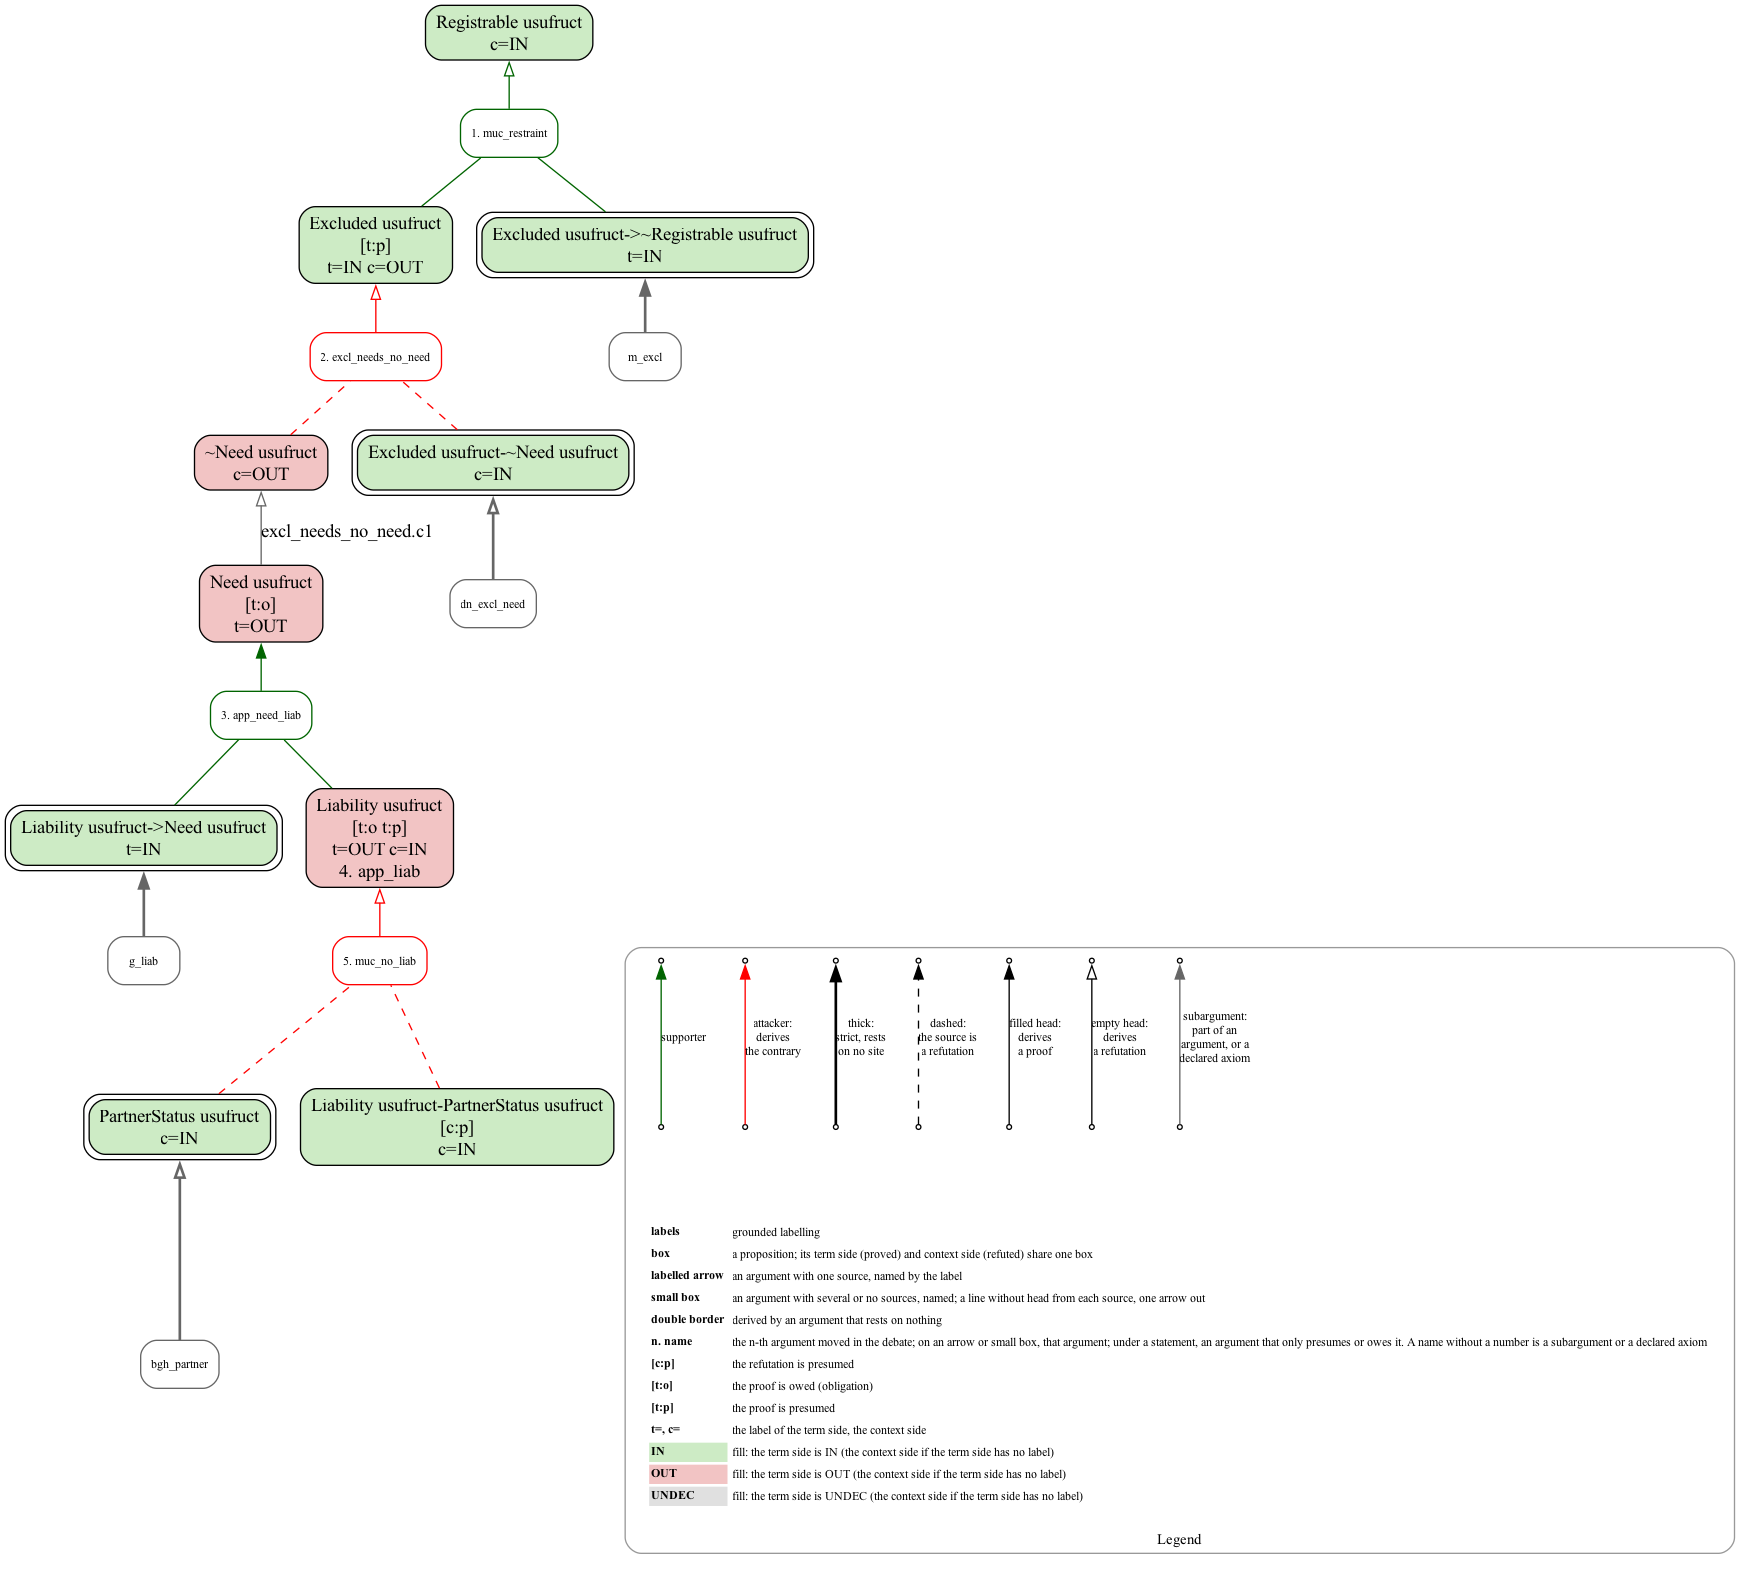 Registrable usufruct
c=IN
1. muc_restraint
Excluded usufruct
[t:p]
t=IN c=OUT
Excluded usufruct->~Registrable usufruct
t=IN
2. excl_needs_no_need
m_excl
~Need usufruct
c=OUT
Excluded usufruct-~Need usufruct
c=IN
excl_needs_no_need.c1
Need usufruct
[t:o]
t=OUT
dn_excl_need
3. app_need_liab
Liability usufruct->Need usufruct
t=IN
Liability usufruct
[t:o t:p]
t=OUT c=IN
4. app_liab
g_liab
5. muc_no_liab
PartnerStatus usufruct
c=IN
Liability usufruct-PartnerStatus usufruct
[c:p]
c=IN
bgh_partner
supporter
attacker:
derives
the contrary
thick:
strict, rests
on no site
dashed:
the source is
a refutation
filled head:
derives
a proof
empty head:
derives
a refutation
subargument:
part of an
argument, or a
declared axiom
labels grounded labelling
box a proposition; its term side (proved) and context side (refuted) share one box
labelled arrow an argument with one source, named by the label
small box an argument with several or no sources, named; a line without head from each source, one arrow out
double border derived by an argument that rests on nothing
n. name the n-th argument moved in the debate; on an arrow or small box, that argument; under a statement, an argument that only presumes or owes it. A name without a number is a subargument or a declared axiom
[c:p] the refutation is presumed
[t:o] the proof is owed (obligation)
[t:p] the proof is presumed
t=, c= the label of the term side, the context side
IN fill: the term side is IN (the context side if the term side has no label)
OUT fill: the term side is OUT (the context side if the term side has no label)
UNDEC fill: the term side is UNDEC (the context side if the term side has no label)
Legend